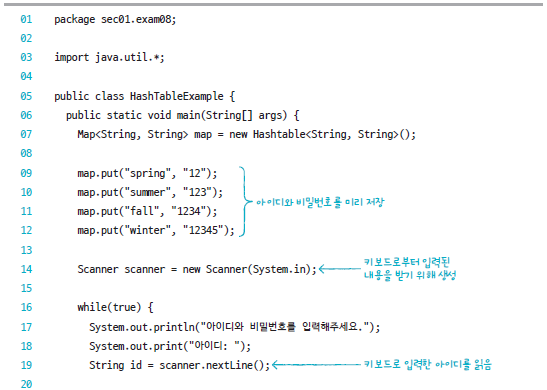 01 package sec01.exam08;
02
03 import java.util.*;
04
05 public class HashTableExample {
06 public static void main(String[] args) {
07 Map<String, String> map = new Hashtable<String, String>();
08
09 map.put("spring", "12");
10 map.put("summer", "123");
11 map.put("fall", "1234"); 아이디와 비밀번호를 미리 저장
12 map.put("winter", "12345");
13
14 Scanner scanner = new Scanner(System.in); 키보드로부터 입력된
내용을 받기 위해 생성
15
16 while(true) {
17 System.out.println("아이디와 비밀번호를 입력해주세요.");
18 System.out.print("아이디: ");
19 String id = scanner.nextLine(); 키보드로 입력한 아이디를 읽음
20